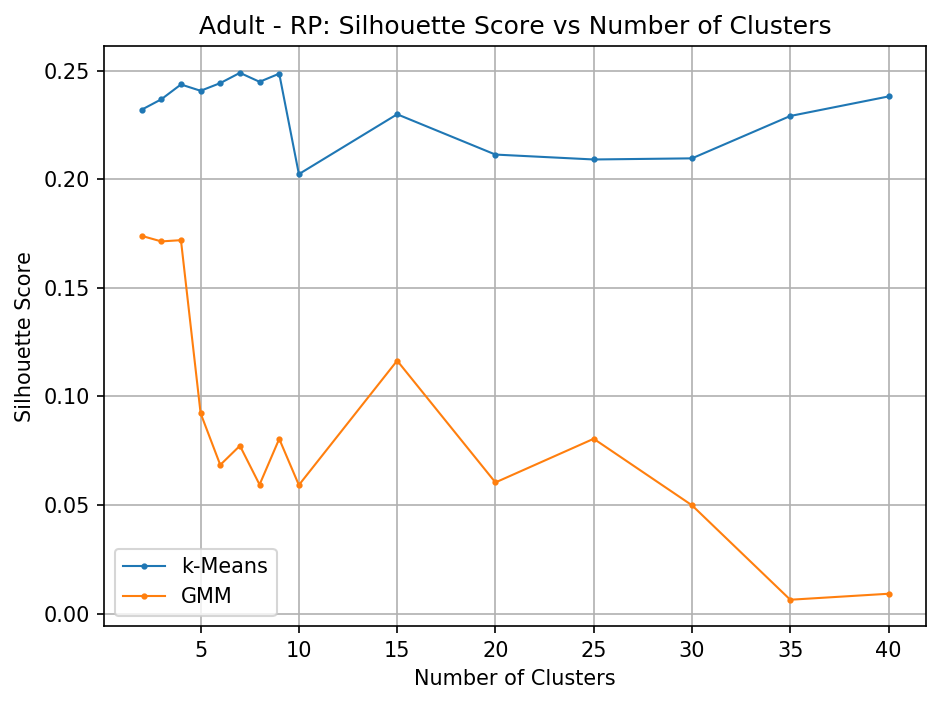 Adult - RP: Silhouette Score vs Number of Clusters
Silhouette Score
0.25
0.20
0.15
0.10
0.05
0.00
k-Means
GMM
5 10 15 20 25 30 35 40
Number of Clusters